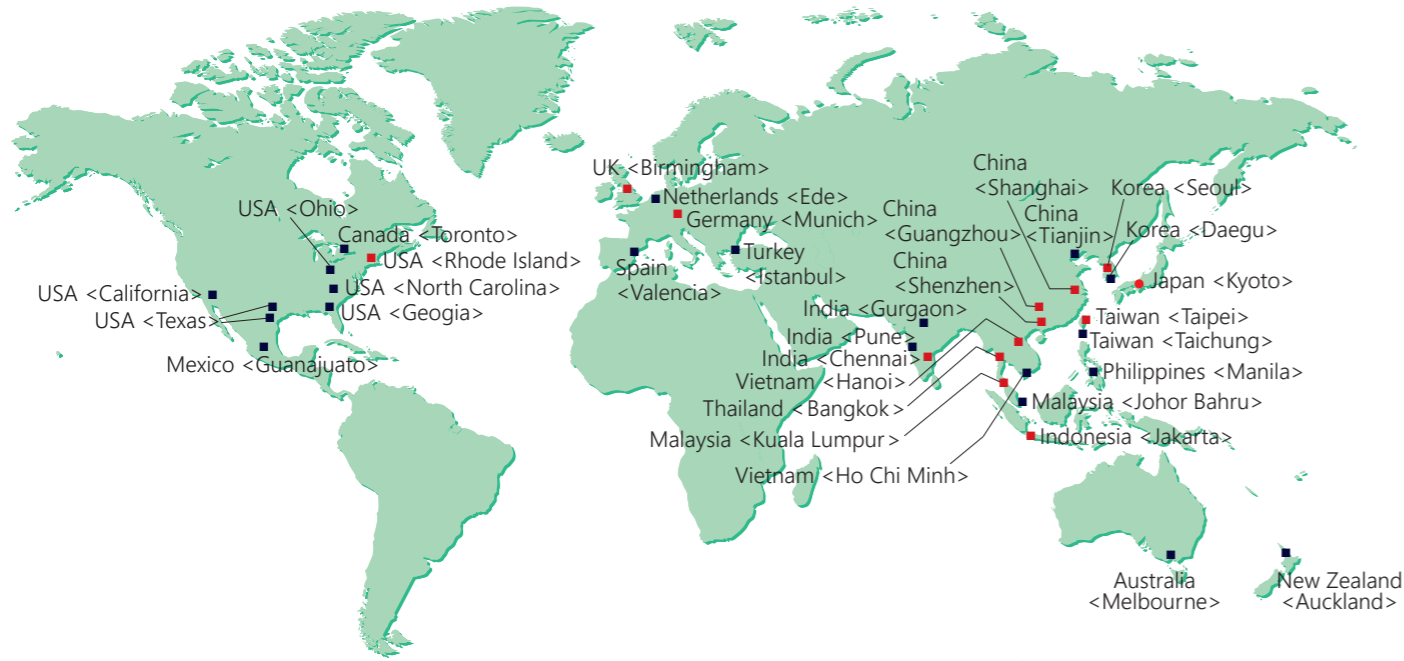 UK <Birmingham>
Netherlands <Ede>
Germany <Munich>
Spain
<Valencia>
Turkey
<Istanbul>
USA <Ohio>
Canada <Toronto>
USA <Rhode Island>
USA <North Carolina>
USA <Geogia>
USA <California>
USA <Texas>
Mexico <Guanajuato>
China
<Shanghai>
Korea <Seoul>
China
<Guangzhou>
China
<Tianjin>
Korea <Daegu>
China
<Shenzhen>
Japan <Kyoto>
India <Gurgaon>
Taiwan <Taipei>
India <Pune>
Taiwan <Taichung>
India <Chennai>
Vietnam <Hanoi>
Philippines <Manila>
Thailand <Bangkok>
Malaysia <Johor Bahru>
Malaysia <Kuala Lumpur>
Indonesia <Jakarta>
Vietnam <Ho Chi Minh>
Australia
<Melbourne>
New Zealand
<Auckland>